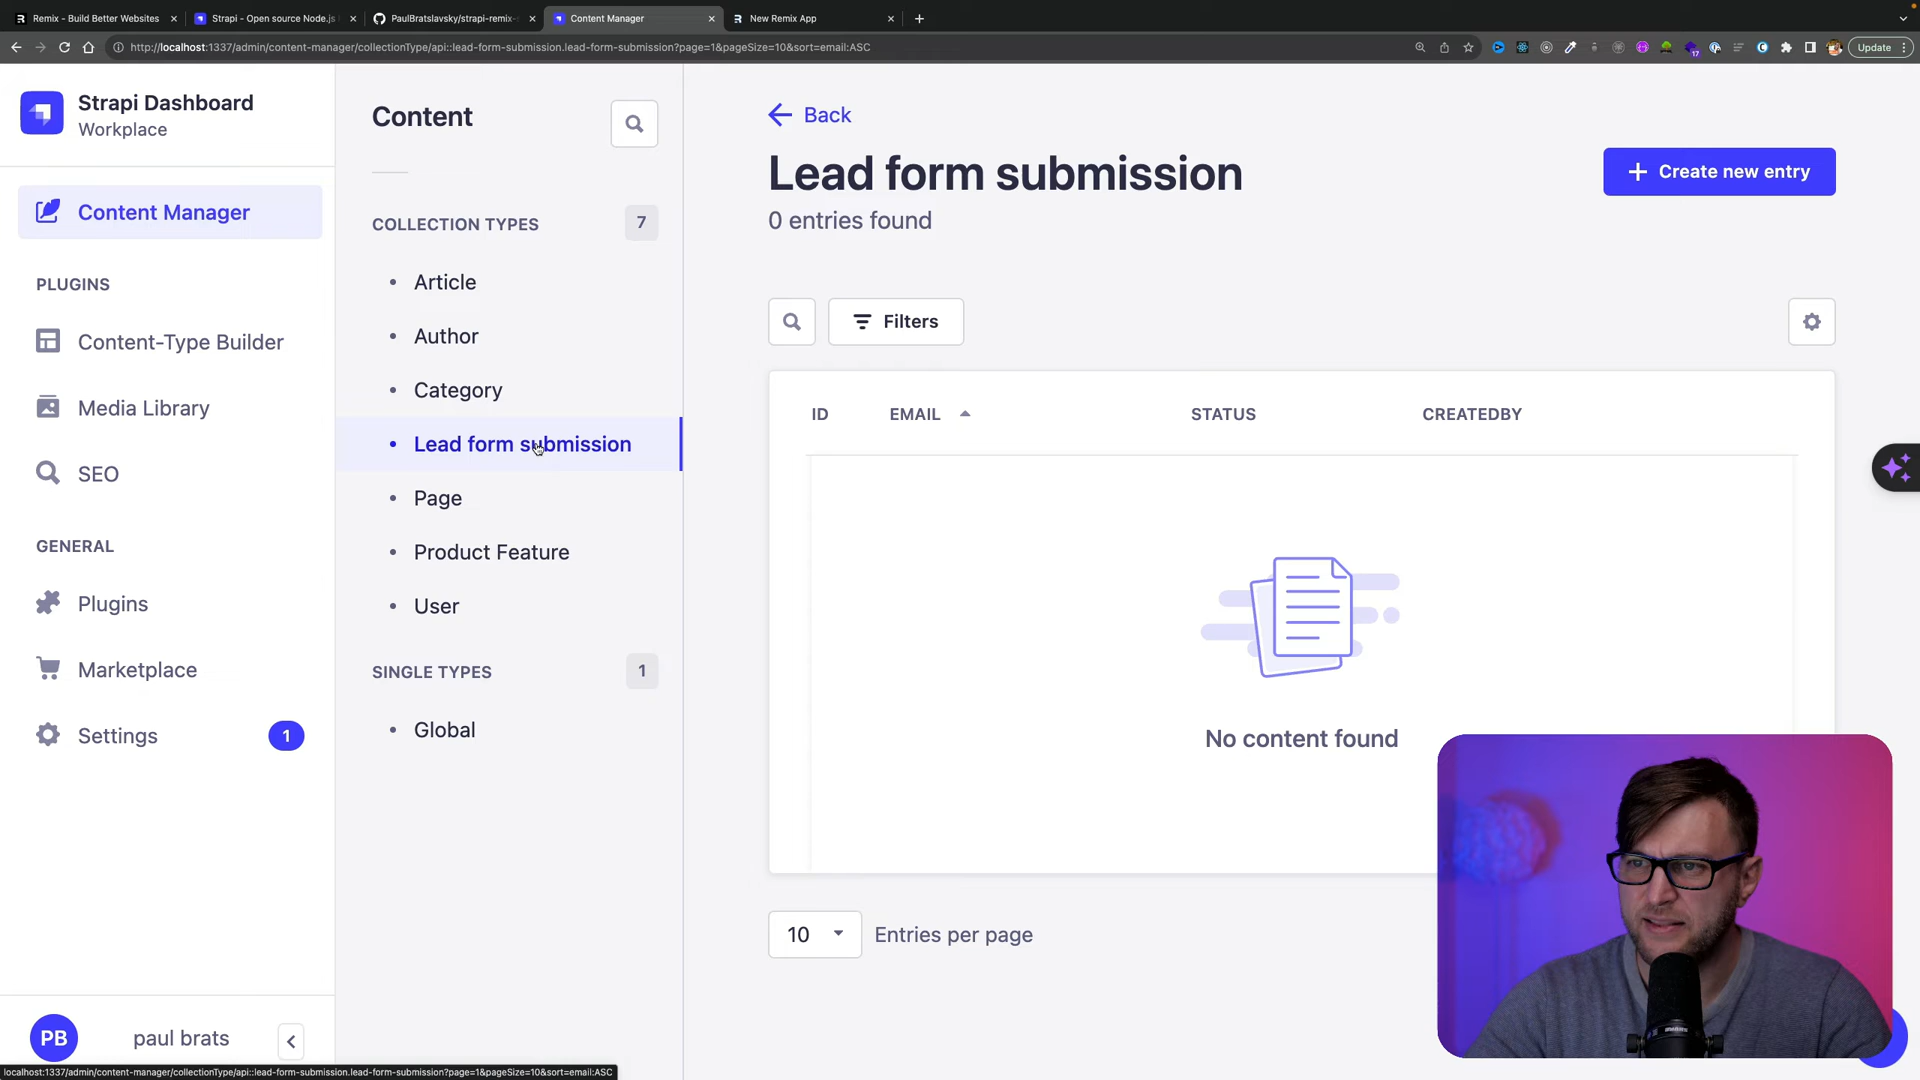 Remix - Build Better Websites
Strapi - Open source Node.js
PaulBratslavsky/strapi-remix-
Content Manager
New Remix App
http://localhost:1337/admin/content-manager/collectionType/api::lead-form-submission.lead-form-submission?page=1&pageSize=10&sort=email:ASC
17
Update
Strapi Dashboard
Workplace
Content Manager
PLUGINS
Content-Type Builder
Media Library
SEO
GENERAL
Plugins
Marketplace
Settings
1
PB
paul brats
Content
COLLECTION TYPES
7
Article
Author
Category
Lead form submission
Page
Product Feature
User
SINGLE TYPES
1
Global
Back
Lead form submission
0 entries found
Create new entry
Filters
ID EMAIL STATUS CREATEDBY
No content found
10
Entries per page
localhost:1337/admin/content-manager/collectionType/api::lead-form-submission.lead-form-submission?page=1&pageSize=10&sort=email:ASC